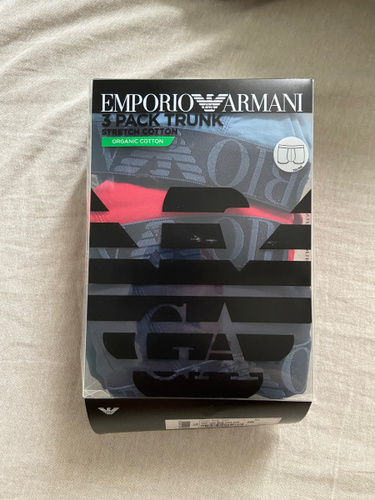 EMPORIO ARMANI
3 PACK TRUNK
STRETCH COTTON
ORGANIC COTTON
GA